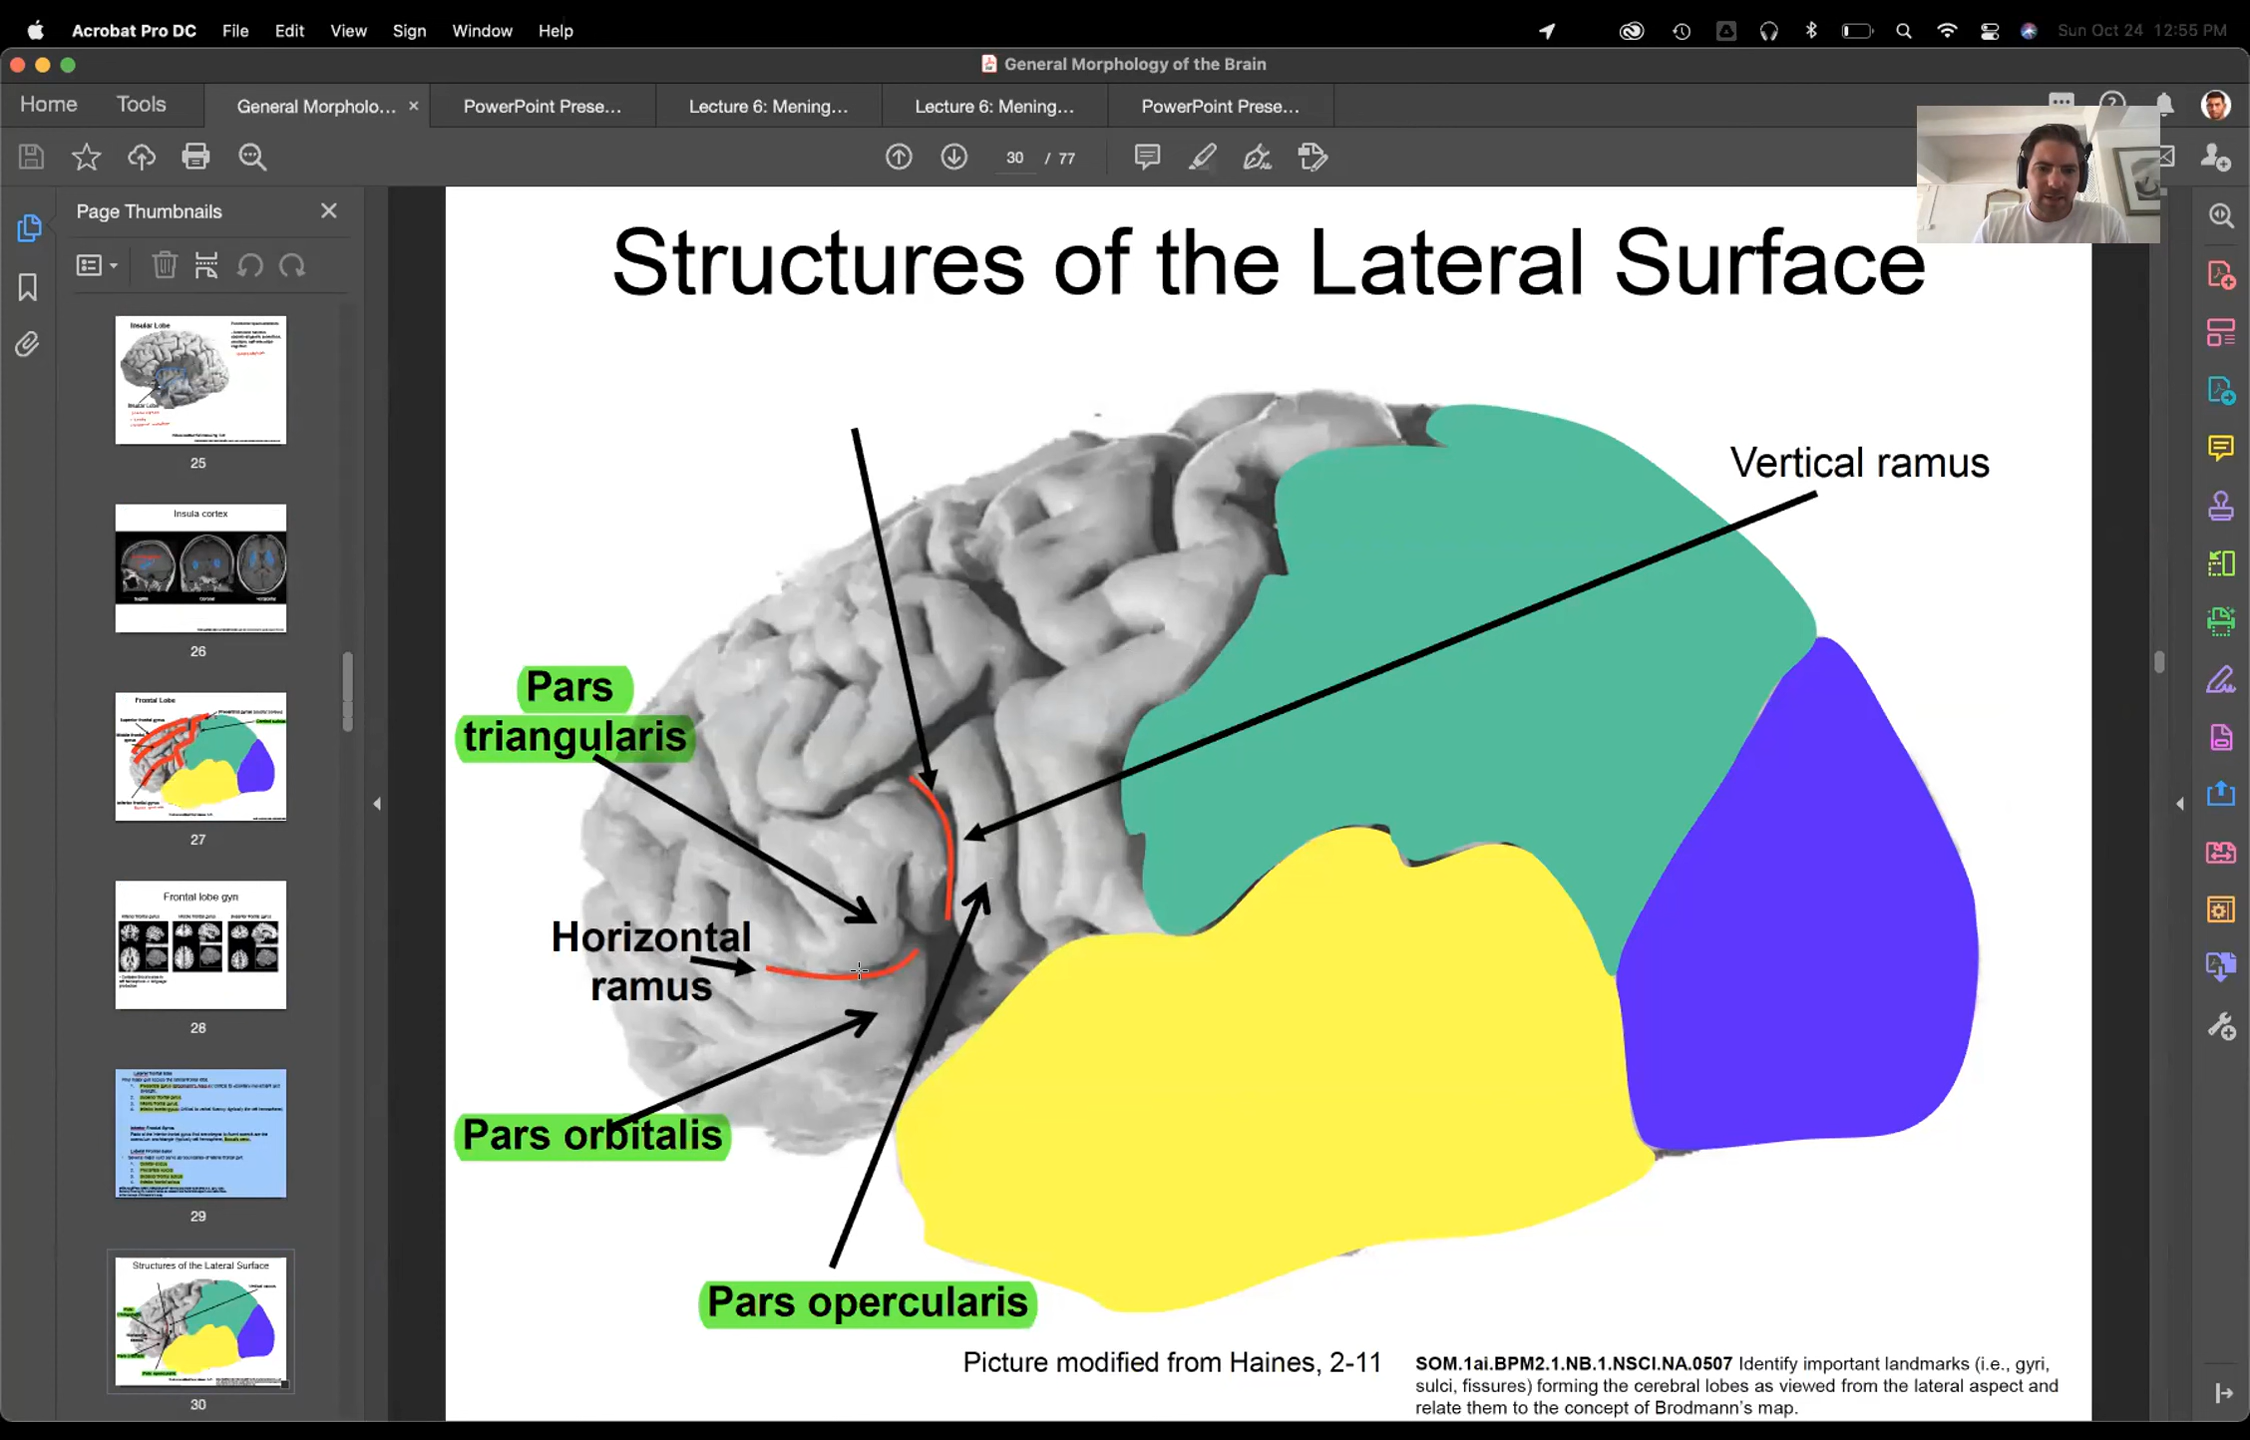 Acrobat Pro DC File Edit View Sign Window Help Sun Oct 24 12:55 PM
General Morphology of the Brain
Home Tools General Morpholo... × PowerPoint Prese... Lecture 6: Mening... Lecture 6: Mening... PowerPoint Prese...
30 / 77
Page Thumbnails
Insular Lobe
25
Insula cortex
26
Frontal Lobe
27
Frontal lobe gyri
28
29
Structures of the Lateral Surface
30
Structures of the Lateral Surface
Vertical ramus
Pars
triangularis
Horizontal
ramus
Pars orbitalis
Pars opercularis
Picture modified from Haines, 2-11
SOM.1ai.BPM2.1.NB.1.NSCI.NA.0507 Identify important landmarks (i.e., gyri,
sulci, fissures) forming the cerebral lobes as viewed from the lateral aspect and
relate them to the concept of Brodmann's map.